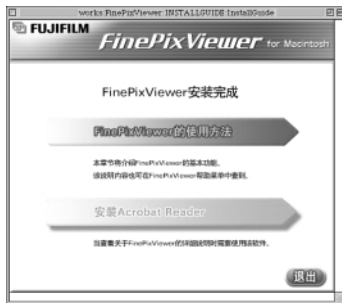 works:FinePixViewer:INSTALLGUIDE:InstallGuide
FUJIFILM
FinePixViewer for Macintosh
FinePixViewer安装完成
FinePixViewer的使用方法
本章节将介绍FinePixViewer的基本功能。
该说明内容也可在FinePixViewer帮助菜单中查到。
安装Acrobat Reader
当查看关于FinePixViewer的详细说明时需要使用该软件。
退出